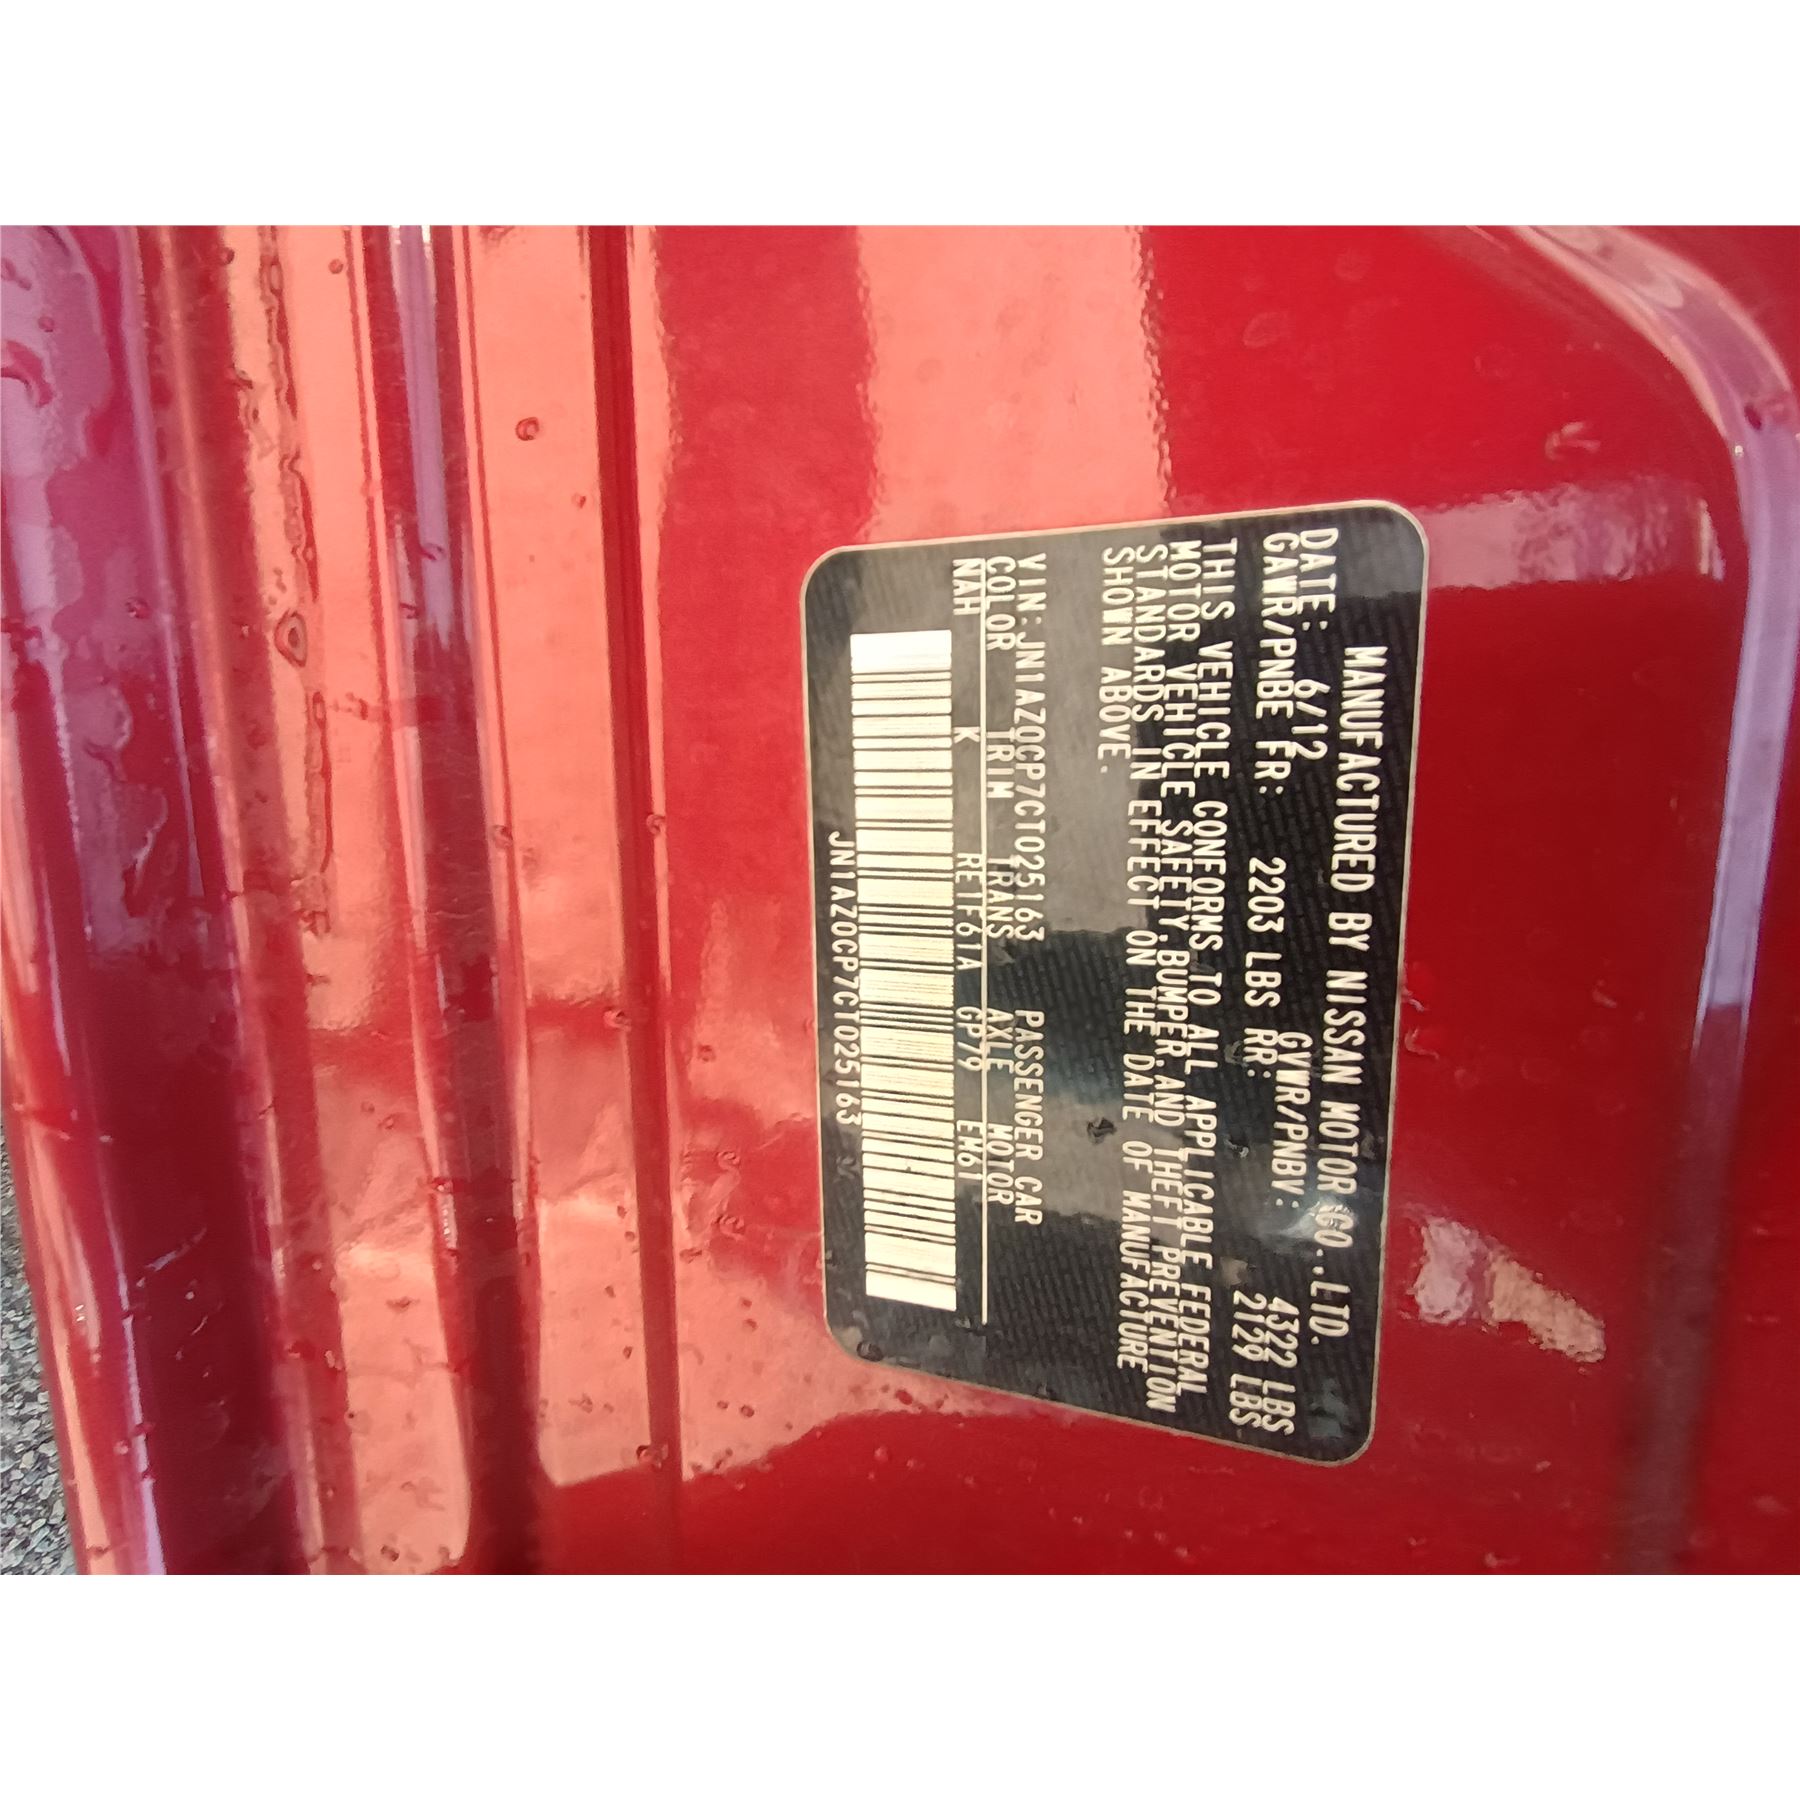 MANUFACTURED BY NISSAN MOTOR CO.,LTD.
DATE: 6/12 GVWR/PNBV: 4322 LBS
GAWR/PNBE FR: 2203 LBS RR: 2129 LBS
THIS VEHICLE CONFORMS TO ALL APPLICABLE FEDERAL
MOTOR VEHICLE SAFETY,BUMPER,AND THEFT PREVENTION
STANDARDS IN EFFECT ON THE DATE OF MANUFACTURE
SHOWN ABOVE.
VIN:JN1AZ0CP7CT025163 PASSENGER CAR
COLOR TRIM TRANS AXLE MOTOR
NAH K RE1F61A GP79 EM61
JN1AZ0CP7CT025163